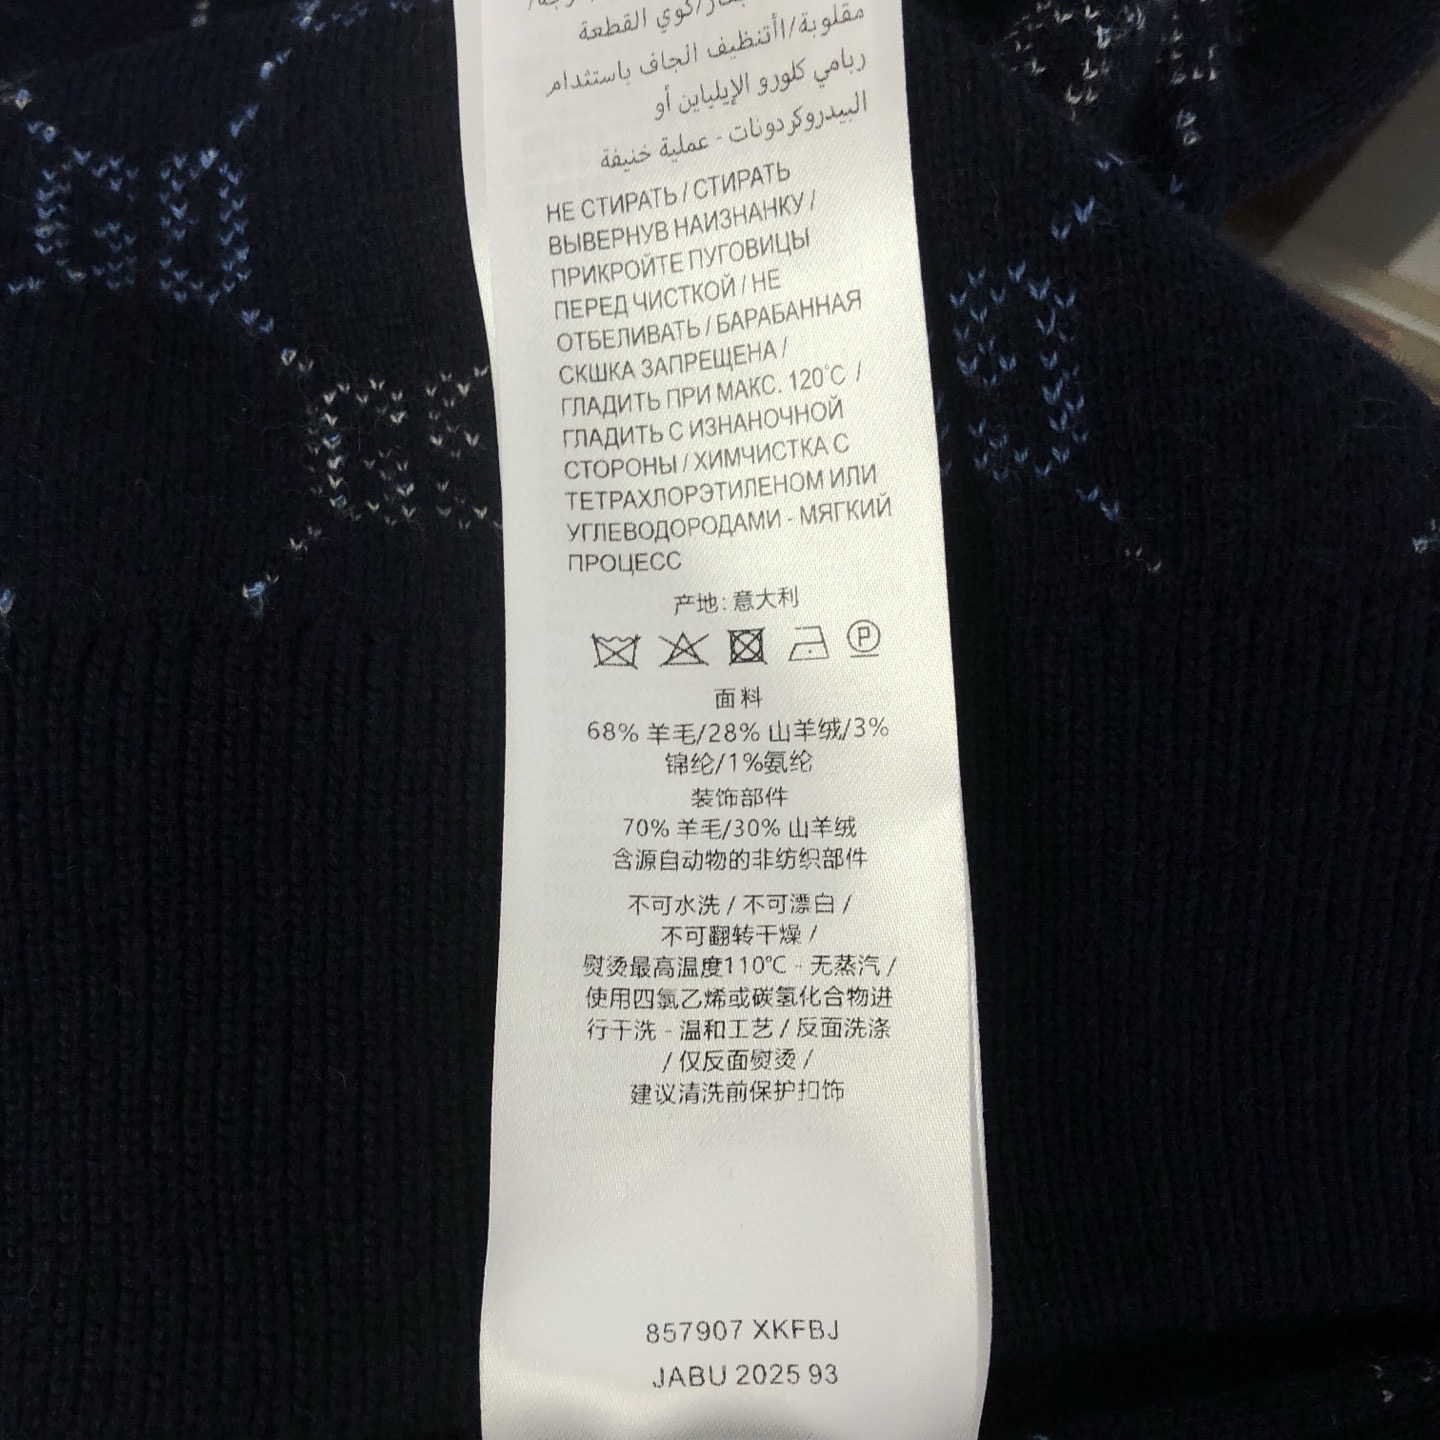 القطعة
مقلوبة/اأتنظيف الجاف باستثدام
ربامي كلورو الإيلياين أو
البيدروكردونات - عملية خنيفة
НЕ СТИРАТЬ / СТИРАТЬ
ВЫВЕРНУВ НАИЗНАНКУ /
ПРИКРОЙТЕ ПУГОВИЦЫ
ПЕРЕД ЧИСТКОЙ / НЕ
ОТБЕЛИВАТЬ / БАРАБАННАЯ
СКШКА ЗАПРЕЩЕНА /
ГЛАДИТЬ ПРИ МАКС. 120°C /
ГЛАДИТЬ С ИЗНАНОЧНОЙ
СТОРОНЫ / ХИМЧИСТКА С
ТЕТРАХЛОРЭТИЛЕНОМ ИЛИ
УГЛЕВОДОРОДАМИ - МЯГКИЙ
ПРОЦЕСС
产地: 意大利
P
面料
68% 羊毛/28% 山羊绒/3%
锦纶/1%氨纶
装饰部件
70% 羊毛/30% 山羊绒
含源自动物的非纺织部件
不可水洗 / 不可漂白 /
不可翻转干燥 /
熨烫最高温度110℃ - 无蒸汽 /
使用四氯乙烯或碳氢化合物进
行干洗 - 温和工艺 / 反面洗涤
/ 仅反面熨烫 /
建议清洗前保护扣饰
857907 XKFBJ
JABU 2025 93